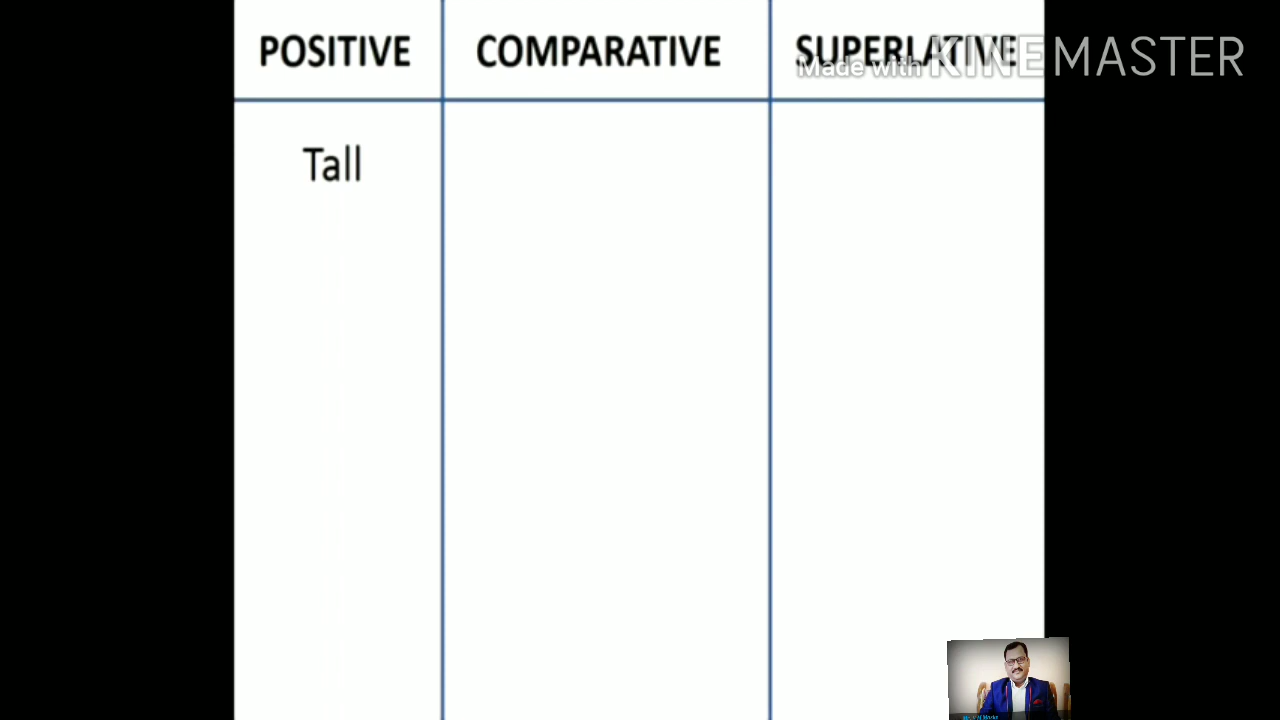 POSITIVE COMPARATIVE SUPERLATIVE
Made with KINEMASTER
Tall